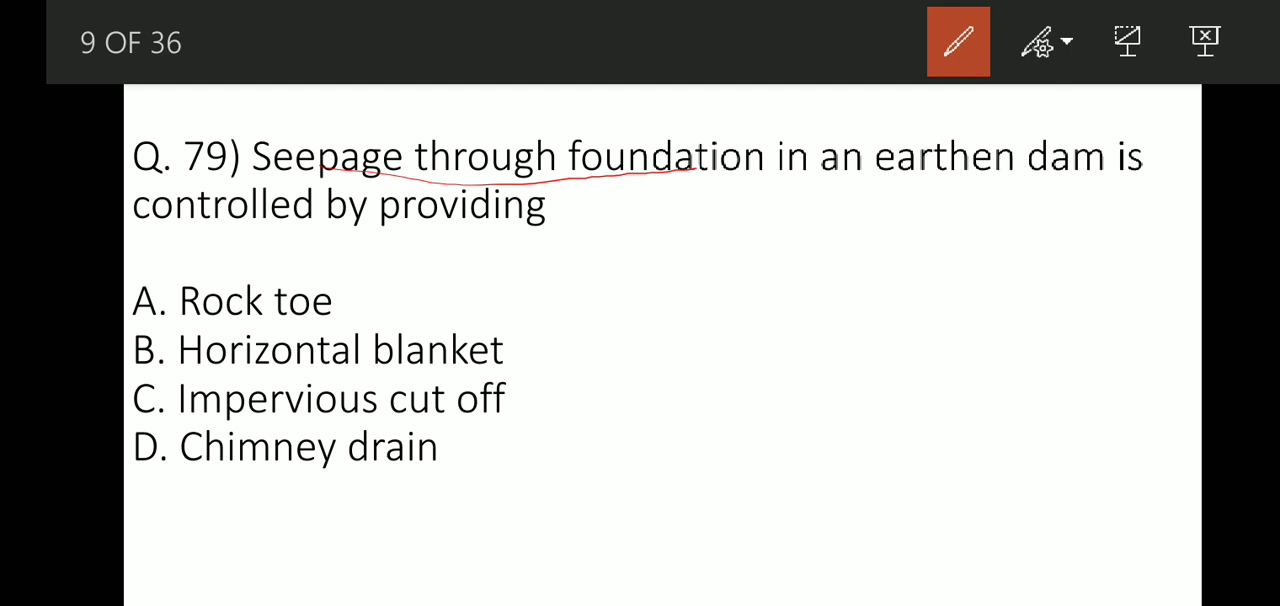 9 OF 36
Q. 79) Seepage through foundation in an earthen dam is
controlled by providing
A. Rock toe
B. Horizontal blanket
C. Impervious cut off
D. Chimney drain